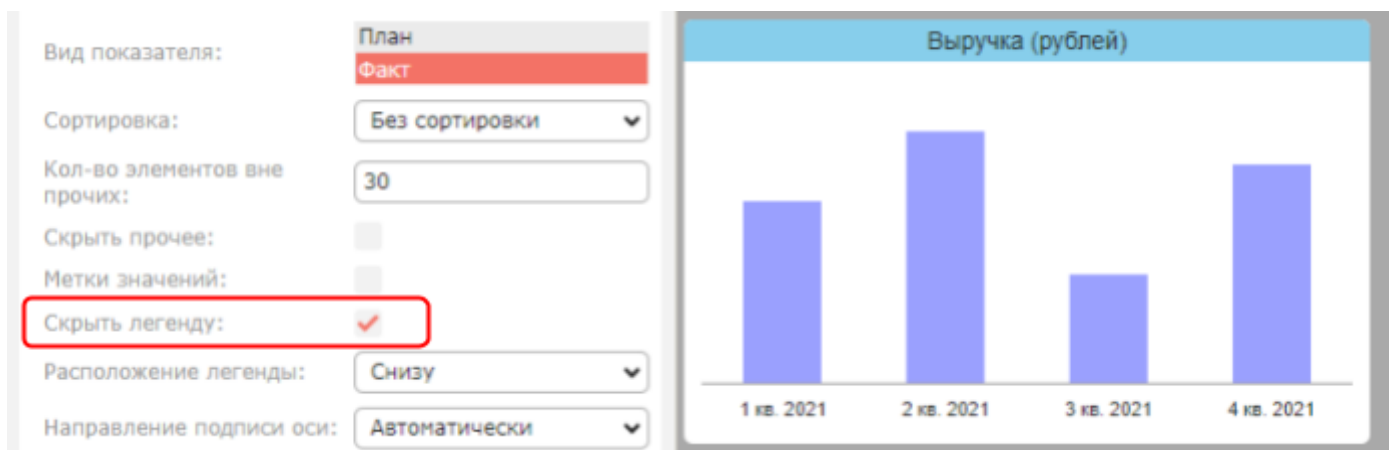 Вид показателя:
План
Факт
Сортировка:
Без сортировки
Кол-во элементов вне
прочих:
30
Скрыть прочее:
Метки значений:
Скрыть легенду:
Расположение легенды:
Снизу
Направление подписи оси:
Автоматически
Выручка (рублей)
1 кв. 2021
2 кв. 2021
3 кв. 2021
4 кв. 2021